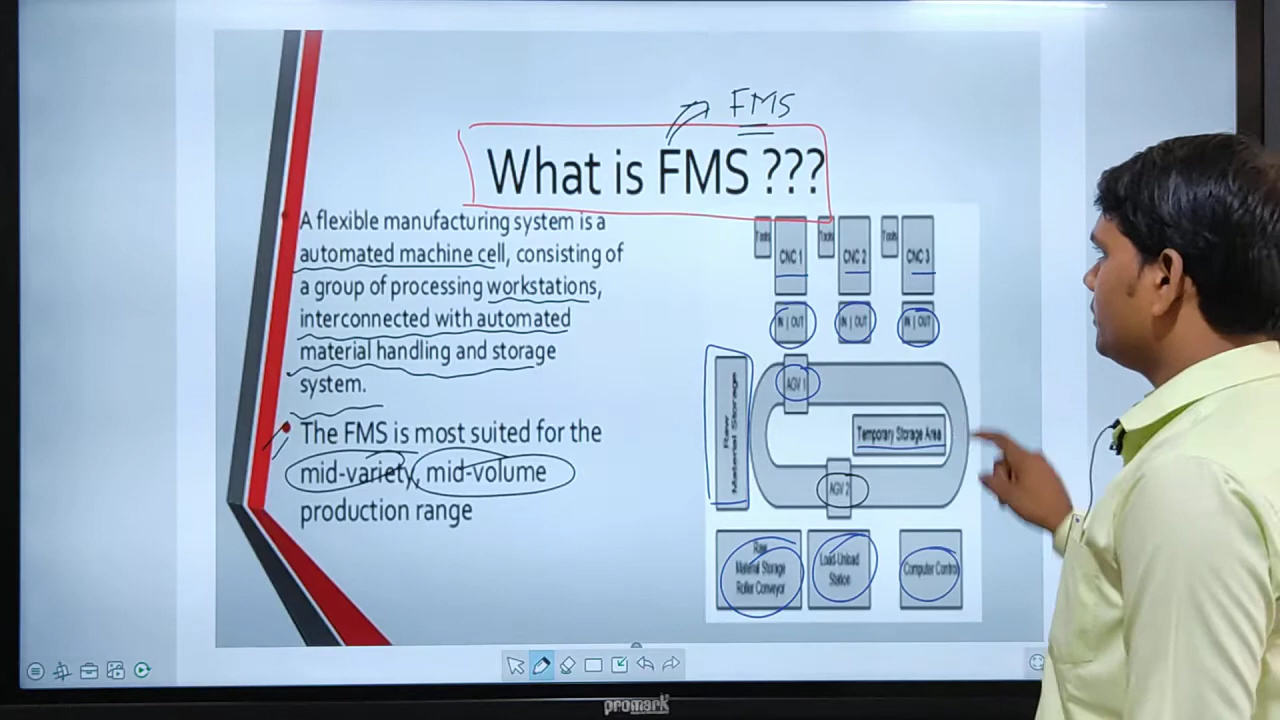 FMS
What is FMS ???
A flexible manufacturing system is a
automated machine cell, consisting of
a group of processing workstations,
interconnected with automated
material handling and storage
system.
The FMS is most suited for the
mid-variety, mid-volume
production range
Tools
CNC 1
Tools
CNC 2
Tools
CNC 3
IN | OUT
IN | OUT
IN | OUT
AGV 1
Raw
Material Storage
Temporary Storage Area
AGV 2
Raw
Material Storage
Roller Conveyor
Load-Unload
Station
Computer Control
promark